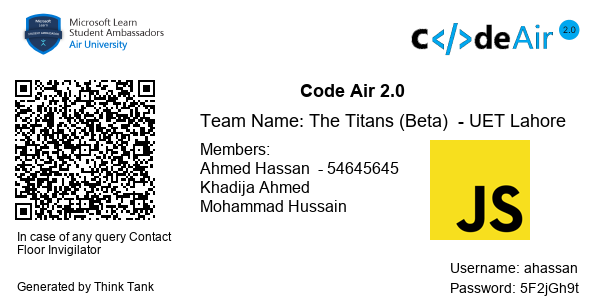 Microsoft Learn
Student Ambassadors
Air University
c</>deAir 2.0
Code Air 2.0
Team Name: The Titans (Beta) - UET Lahore
Members:
Ahmed Hassan - 54645645
Khadija Ahmed
Mohammad Hussain
JS
In case of any query Contact
Floor Invigilator
Generated by Think Tank
Username: ahassan
Password: 5F2jGh9t